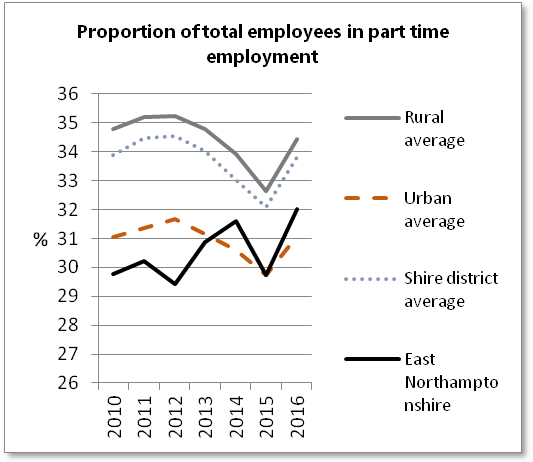 Proportion of total employees in part time
employment
36
35
34
33
32
31
30
29
28
27
26
%
2010
2011
2012
2013
2014
2015
2016
Rural
average
Urban
average
Shire district
average
East
Northampto
nshire